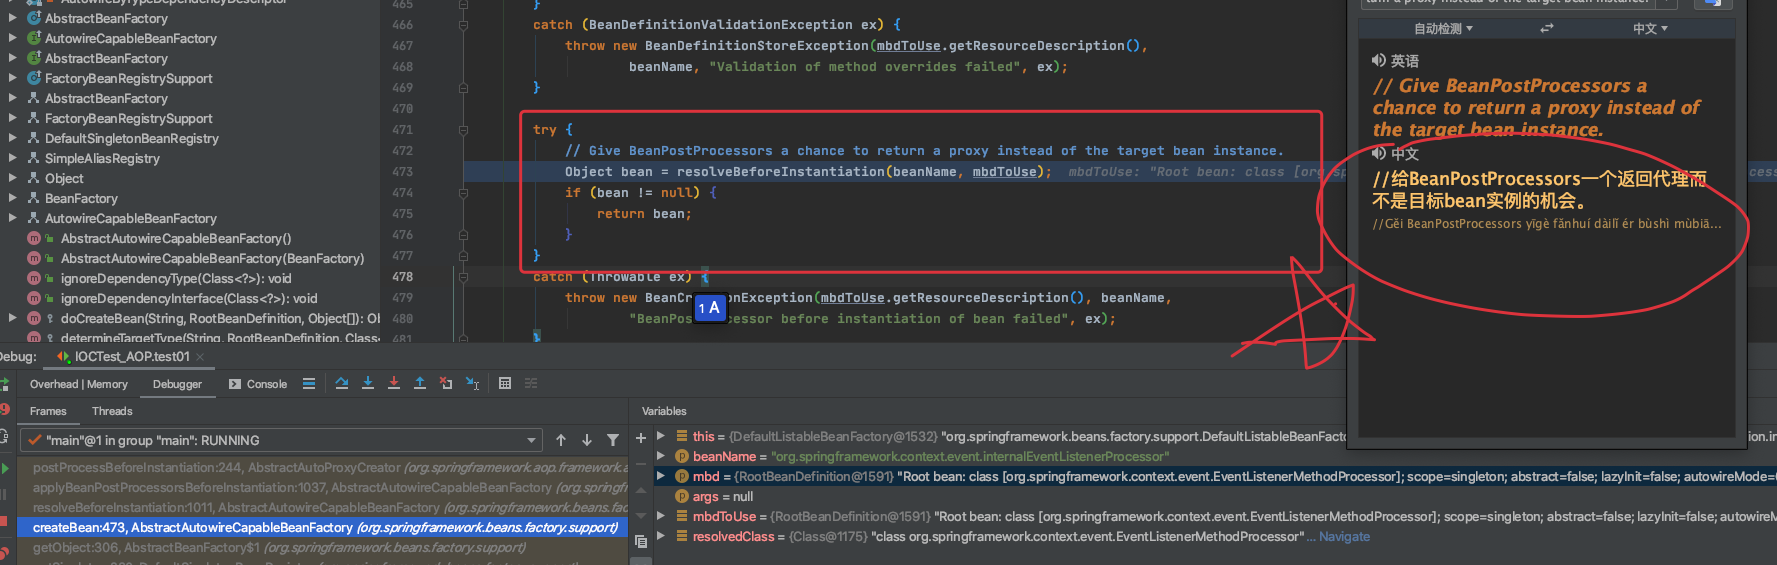 AutowireByTypeDependencyDescriptor
AbstractBeanFactory
AutowireCapableBeanFactory
AbstractBeanFactory
FactoryBeanRegistrySupport
AbstractBeanFactory
FactoryBeanRegistrySupport
DefaultSingletonBeanRegistry
SimpleAliasRegistry
Object
BeanFactory
AutowireCapableBeanFactory
AbstractAutowireCapableBeanFactory()
AbstractAutowireCapableBeanFactory(BeanFactory)
ignoreDependencyType(Class<?>): void
ignoreDependencyInterface(Class<?>): void
doCreateBean(String, RootBeanDefinition, Object[]): Ob
determineTargetType(String, RootBeanDefinition, Class
465 }
466 catch (BeanDefinitionValidationException ex) {
467 throw new BeanDefinitionStoreException(mbdToUse.getResourceDescription(),
468 beanName, "Validation of method overrides failed", ex);
469 }
470
471 try {
472 // Give BeanPostProcessors a chance to return a proxy instead of the target bean instance.
473 Object bean = resolveBeforeInstantiation(beanName, mbdToUse); mbdToUse: "Root bean: class [org.sp
474 if (bean != null) {
475 return bean;
476 }
477 }
478 catch (Throwable ex) {
479 throw new BeanCr onException(mbdToUse.getResourceDescription(), beanName,
480 "BeanPos cessor before instantiation of bean failed", ex);
481 }
1 A
turn a proxy instead of the target bean instance.
自动检测 中文
英语
// Give BeanPostProcessors a
chance to return a proxy instead of
the target bean instance.
中文
//给BeanPostProcessors一个返回代理而
不是目标bean实例的机会。
//Gěi BeanPostProcessors yīgè fǎnhuí dàilǐ ér bùshì mùbiā...
Debug: IOCTest_AOP.test01
Overhead | Memory Debugger Console
Frames Threads
"main"@1 in group "main": RUNNING
postProcessBeforeInstantiation:244, AbstractAutoProxyCreator (org.springframework.aop.framework.a
applyBeanPostProcessorsBeforeInstantiation:1037, AbstractAutowireCapableBeanFactory (org.springf
resolveBeforeInstantiation:1011, AbstractAutowireCapableBeanFactory (org.springframework.beans.fac
createBean:473, AbstractAutowireCapableBeanFactory (org.springframework.beans.factory.support)
getObject:306, AbstractBeanFactory$1 (org.springframework.beans.factory.support)
Variables
this = {DefaultListableBeanFactory@1532} "org.springframework.beans.factory.support.DefaultListableBeanFac
beanName = "org.springframework.context.event.internalEventListenerProcessor"
mbd = {RootBeanDefinition@1591} "Root bean: class [org.springframework.context.event.EventListenerMethodProcessor]; scope=singleton; abstract=false; lazyInit=false; autowireMode=
args = null
mbdToUse = {RootBeanDefinition@1591} "Root bean: class [org.springframework.context.event.EventListenerMethodProcessor]; scope=singleton; abstract=false; lazyInit=false; autowireM
resolvedClass = {Class@1175} "class org.springframework.context.event.EventListenerMethodProcessor" ... Navigate